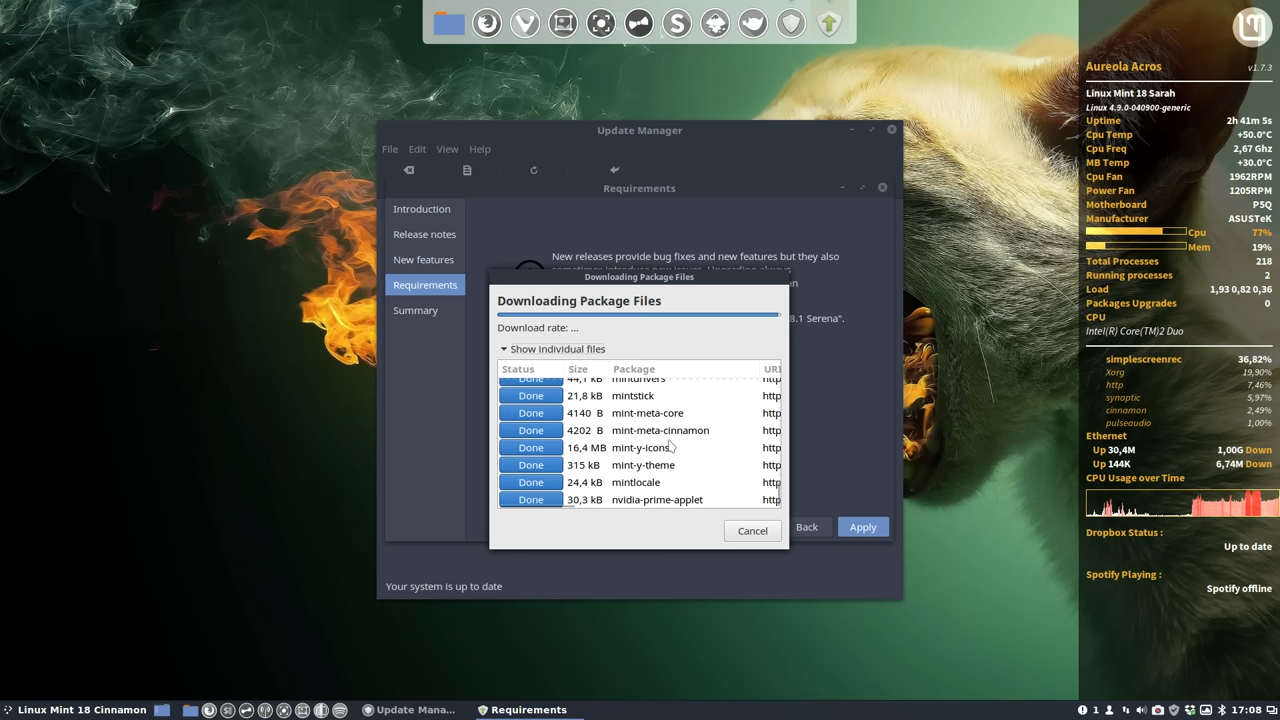 Aureola Acros v1.7.3
Linux Mint 18 Sarah
Linux 4.9.0-040900-generic
Uptime 2h 41m 5s
Cpu Temp +50.0°C
Cpu Freq 2,67 Ghz
MB Temp +30.0°C
Cpu Fan 1962RPM
Power Fan 1205RPM
Motherboard P5Q
Manufacturer ASUSTeK
Cpu 77%
Mem 19%
Total Processes 218
Running processes 2
Load 1,93 0,82 0,36
Packages Upgrades 0
CPU
Intel(R) Core(TM)2 Duo
simplescreenrec 36,82%
Xorg 19,90%
http 7,46%
synaptic 5,97%
cinnamon 2,49%
pulseaudio 1,00%
Ethernet
Up 30,4M 1,00G Down
Up 144K 6,74M Down
CPU Usage over Time
Dropbox Status :
Up to date
Spotify Playing :
Spotify offline
Update Manager
File Edit View Help
Requirements
Introduction
Release notes
New features
Requirements
Summary
New releases provide bug fixes and new features but they also
8.1 Serena".
Downloading Package Files
Downloading Package Files
Download rate: ...
Show individual files
Status Size Package URI
Done 44,1 kB mintdrivers http
Done 21,8 kB mintstick http
Done 4140 B mint-meta-core http
Done 4202 B mint-meta-cinnamon http
Done 16,4 MB mint-y-icons http
Done 315 kB mint-y-theme http
Done 24,4 kB mintlocale http
Done 30,3 kB nvidia-prime-applet http
Cancel
Back
Apply
Your system is up to date
Linux Mint 18 Cinnamon
Update Mana...
Requirements
1
17:08